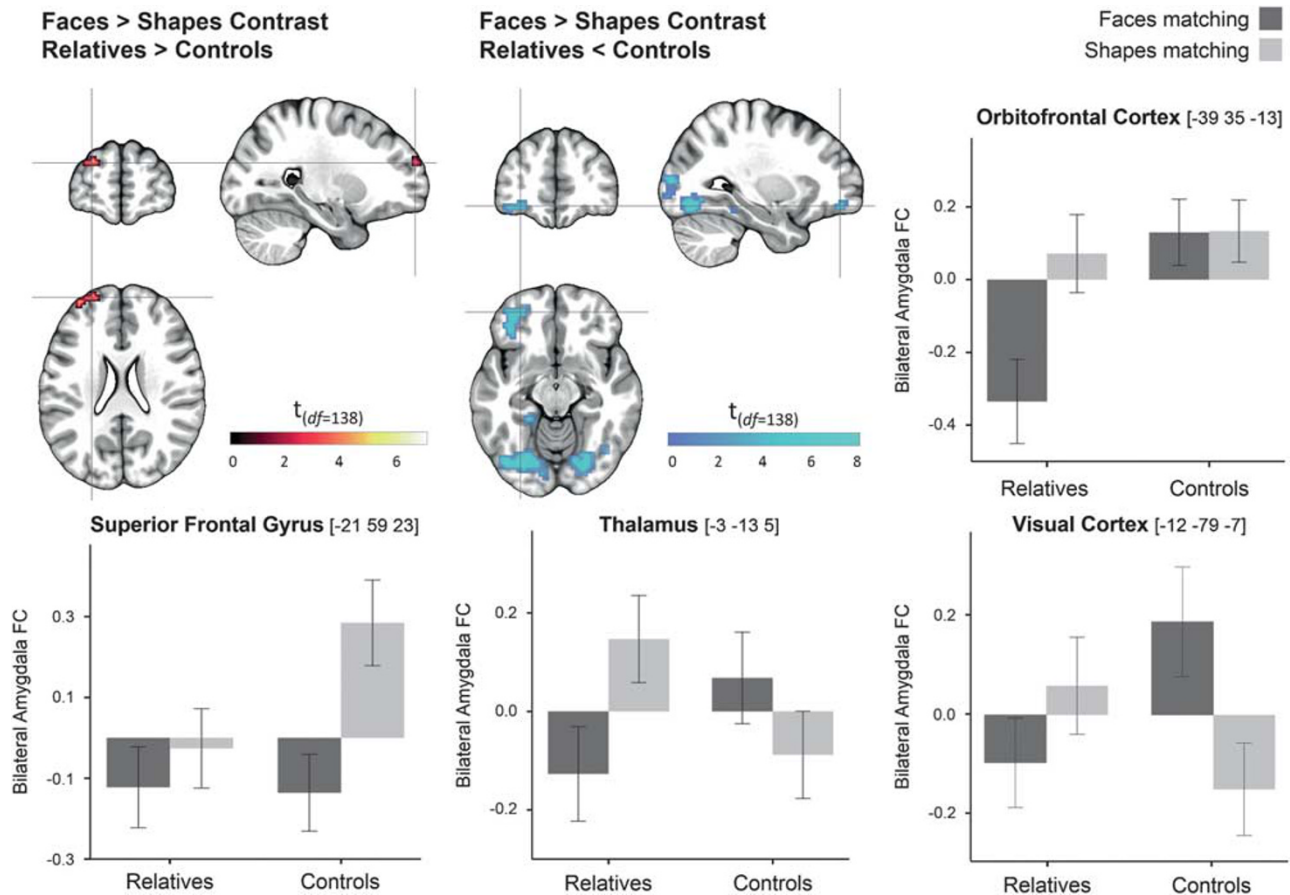 Faces > Shapes Contrast
Relatives > Controls
Faces > Shapes Contrast
Relatives < Controls
Faces matching
Shapes matching
t(df=138)
0 2 4 6
t(df=138)
0 2 4 6 8
Orbitofrontal Cortex [-39 35 -13]
Bilateral Amygdala FC
0.2
0.0
-0.2
-0.4
Relatives Controls
Superior Frontal Gyrus [-21 59 23]
Bilateral Amygdala FC
0.3
0.1
-0.1
-0.3
Relatives Controls
Thalamus [-3 -13 5]
Bilateral Amygdala FC
0.2
0.0
-0.2
Relatives Controls
Visual Cortex [-12 -79 -7]
Bilateral Amygdala FC
0.2
0.0
-0.2
Relatives Controls